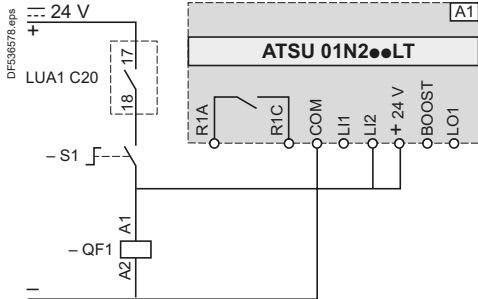 DF536578.eps
24 V
+
A1
ATSU 01N2●●LT
17
LUA1 C20
18
R1A
R1C
COM
LI1
LI2
+ 24 V
BOOST
LO1
– S1
A1
– QF1
A2
–